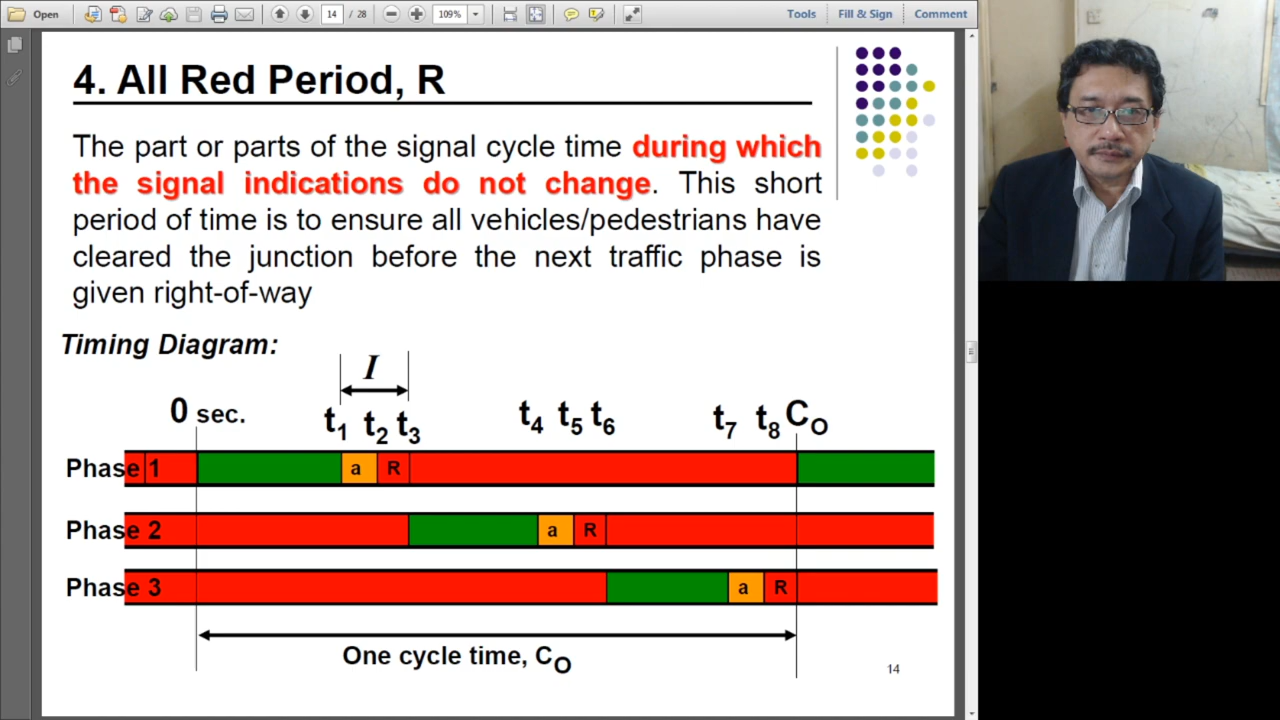 Open
14
/ 28
109%
Tools
Fill & Sign
Comment
4. All Red Period, R
The part or parts of the signal cycle time during which
the signal indications do not change. This short
period of time is to ensure all vehicles/pedestrians have
cleared the junction before the next traffic phase is
given right-of-way
Timing Diagram:
I
0 sec.
t1 t2 t3
t4 t5 t6
t7 t8 CO
Phase 1
a R
Phase 2
a R
Phase 3
a R
One cycle time, CO
14